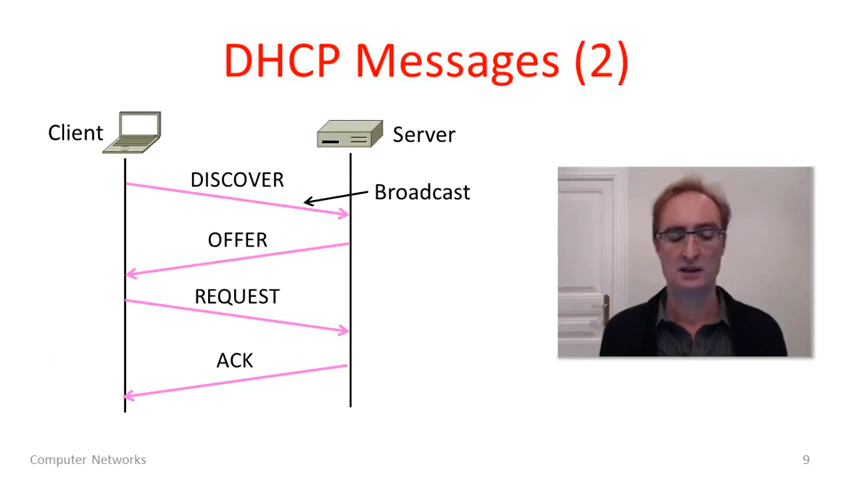 DHCP Messages (2)
Client
Server
DISCOVER
Broadcast
OFFER
REQUEST
ACK
Computer Networks
9